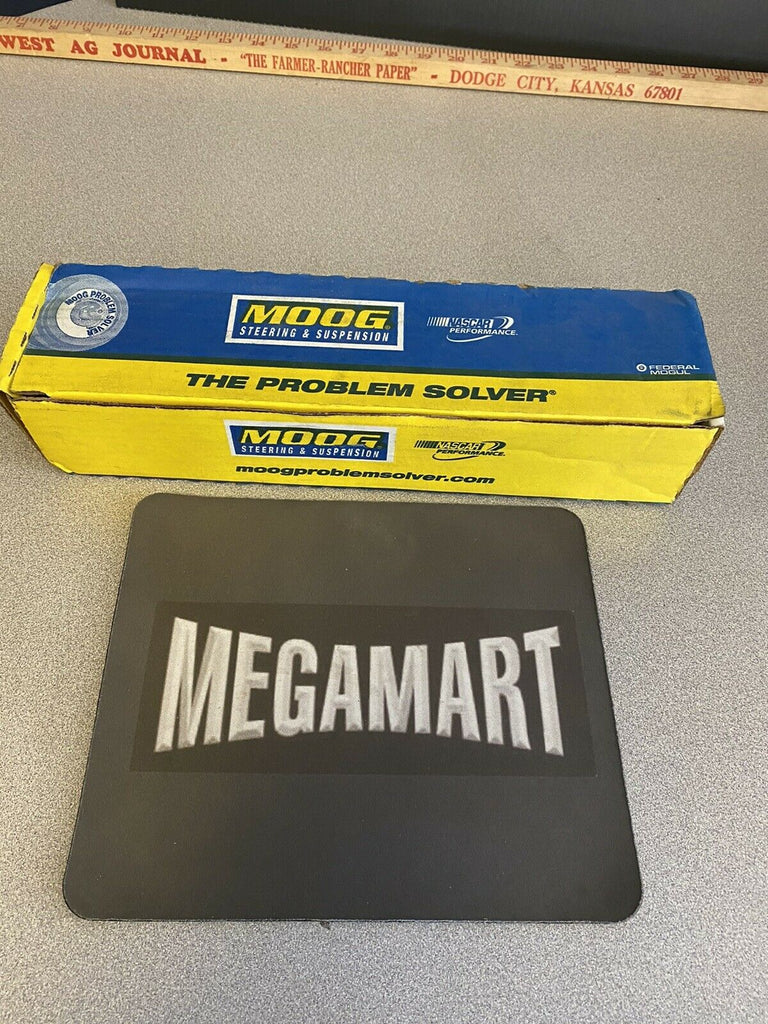 WEST AG JOURNAL - "THE FARMER-RANCHER PAPER" - DODGE CITY, KANSAS 67801
MOOG PROBLEM SOLVER
MOOG
STEERING & SUSPENSION
NASCAR
PERFORMANCE.
FEDERAL
MOGUL
THE PROBLEM SOLVER®
MOOG
STEERING & SUSPENSION
NASCAR
PERFORMANCE.
moogproblemsolver.com
MEGAMART